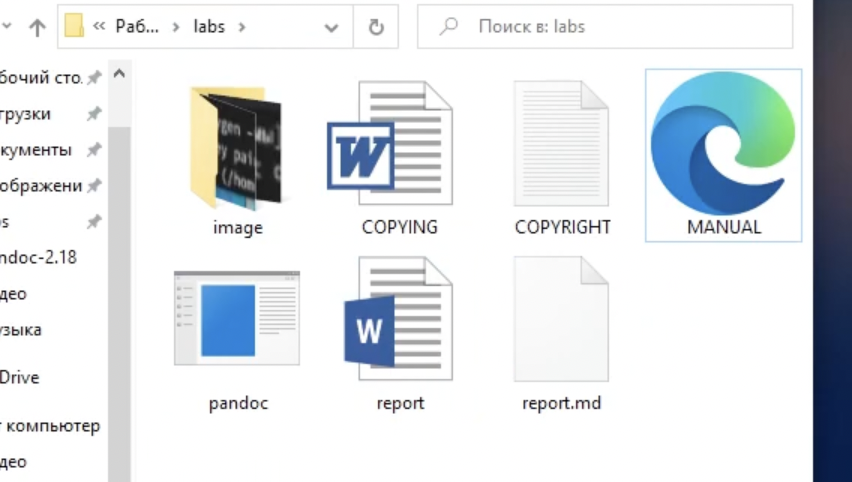 « Раб... › labs ›
Поиск в: labs
бочий сто.
грузки
кументы
ображени
s
ndoc-2.18
део
узыка
Drive
т компьютер
део
image
COPYING
COPYRIGHT
MANUAL
pandoc
report
report.md